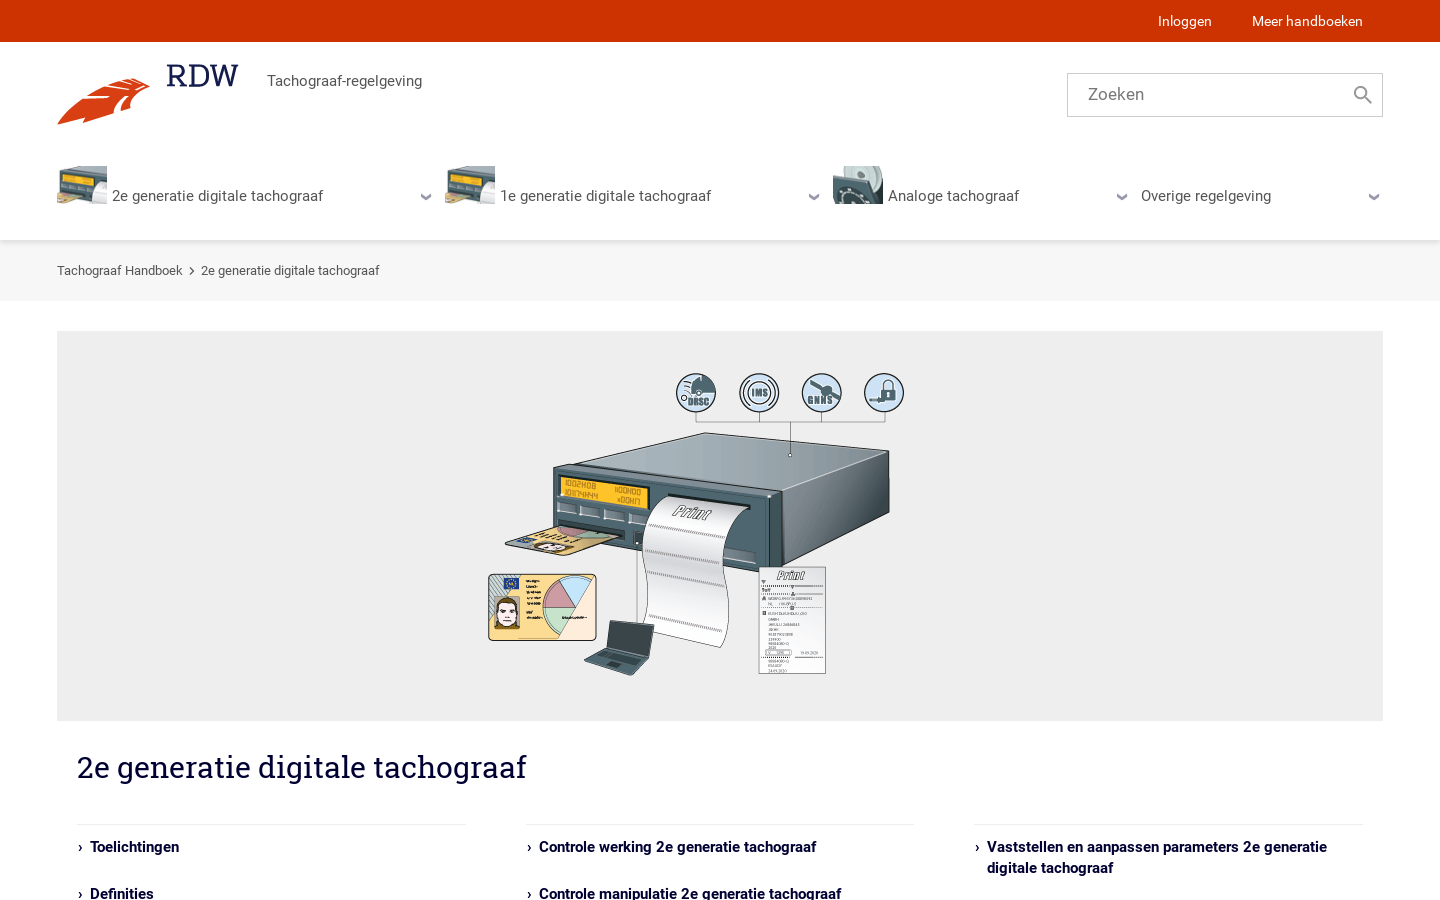 Inloggen
Meer handboeken
RDW
Tachograaf-regelgeving
Zoeken
2e generatie digitale tachograaf
1e generatie digitale tachograaf
Analoge tachograaf
Overige regelgeving
Tachograaf Handboek › 2e generatie digitale tachograaf
DRSC
IMS
GNNS
Print
Print
2e generatie digitale tachograaf
› Toelichtingen
› Controle werking 2e generatie tachograaf
› Vaststellen en aanpassen parameters 2e generatie
digitale tachograaf
› Definities
› Controle manipulatie 2e generatie tachograaf